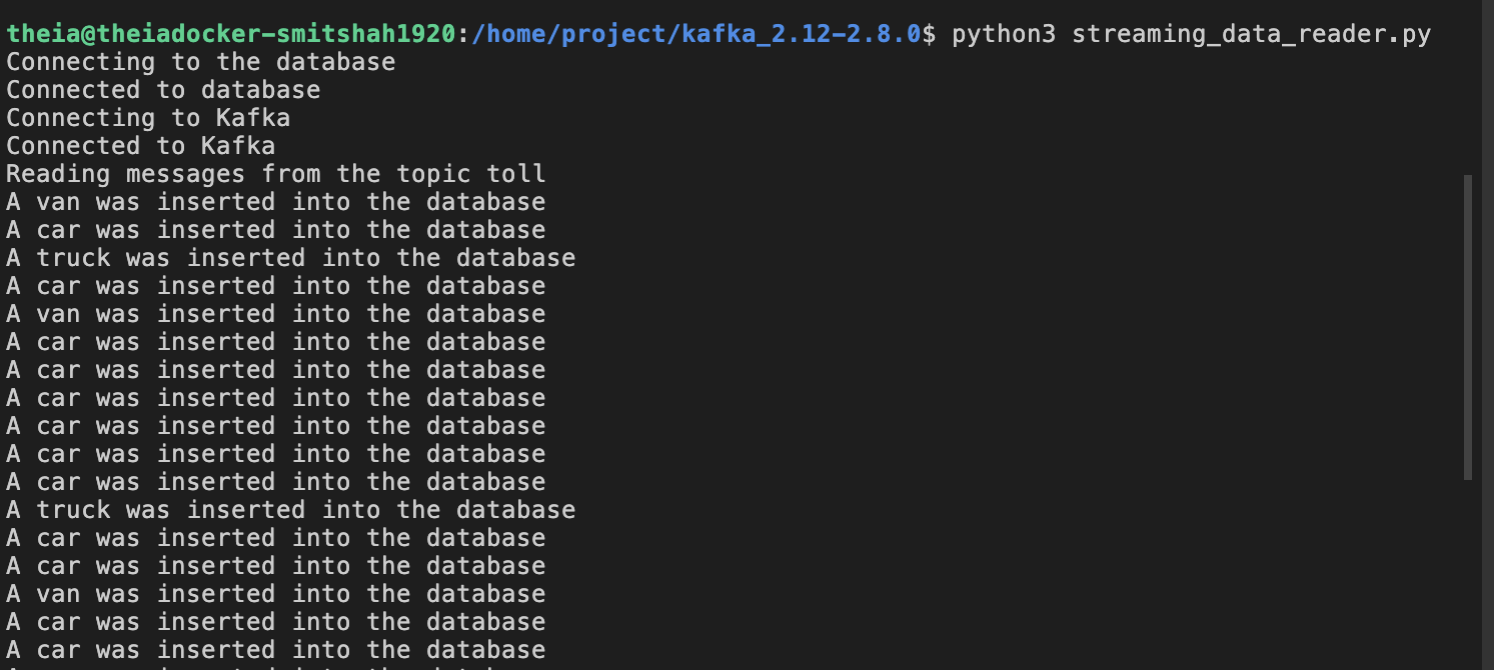 theia@theiadocker-smitshah1920:/home/project/kafka_2.12-2.8.0$ python3 streaming_data_reader.py
Connecting to the database
Connected to database
Connecting to Kafka
Connected to Kafka
Reading messages from the topic toll
A van was inserted into the database
A car was inserted into the database
A truck was inserted into the database
A car was inserted into the database
A van was inserted into the database
A car was inserted into the database
A car was inserted into the database
A car was inserted into the database
A car was inserted into the database
A car was inserted into the database
A car was inserted into the database
A truck was inserted into the database
A car was inserted into the database
A car was inserted into the database
A van was inserted into the database
A car was inserted into the database
A car was inserted into the database